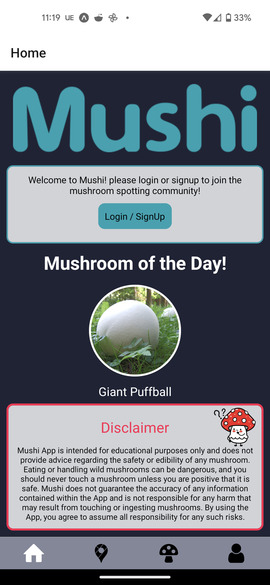 11:19 UE 33%
Home
Mushi
Welcome to Mushi! please login or signup to join the
mushroom spotting community!
Login / SignUp
Mushroom of the Day!
Giant Puffball
??
Disclaimer
Mushi App is intended for educational purposes only and does not
provide advice regarding the safety or edibility of any mushroom.
Eating or handling wild mushrooms can be dangerous, and you
should never touch a mushroom unless you are positive that it is
safe. Mushi does not guarantee the accuracy of any information
contained within the App and is not responsible for any harm that
may result from touching or ingesting mushrooms. By using the
App, you agree to assume all responsibility for any such risks.